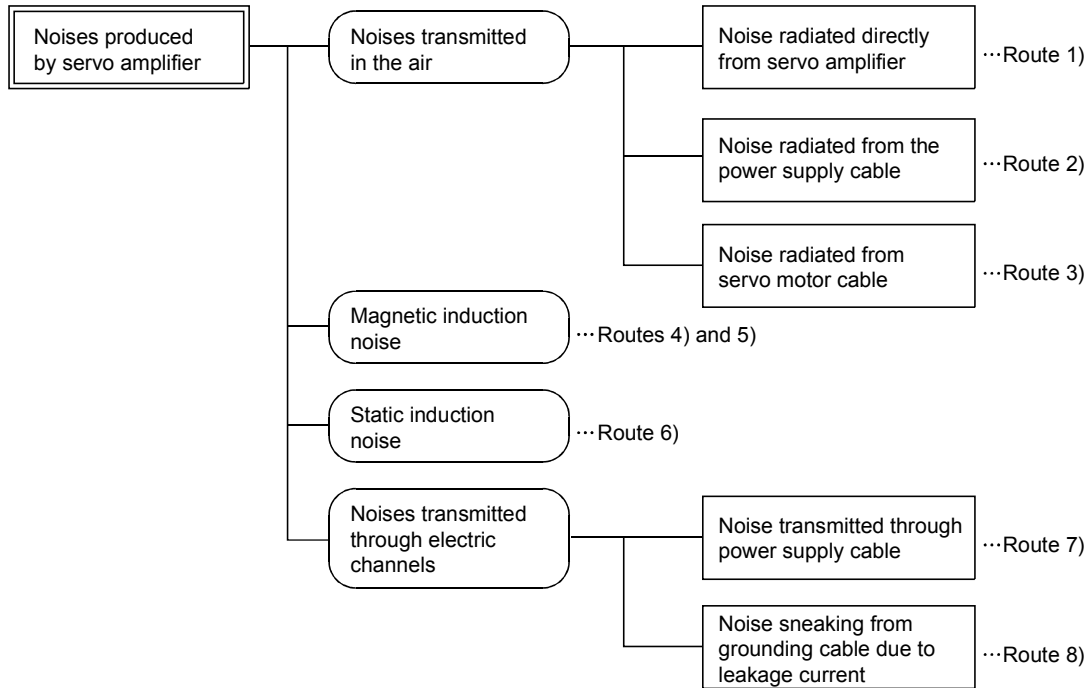 Noises produced
by servo amplifier
Noises transmitted
in the air
Noise radiated directly
from servo amplifier
···Route 1)
Noise radiated from the
power supply cable
···Route 2)
Noise radiated from
servo motor cable
···Route 3)
Magnetic induction
noise
···Routes 4) and 5)
Static induction
noise
···Route 6)
Noises transmitted
through electric
channels
Noise transmitted through
power supply cable
···Route 7)
Noise sneaking from
grounding cable due to
leakage current
···Route 8)